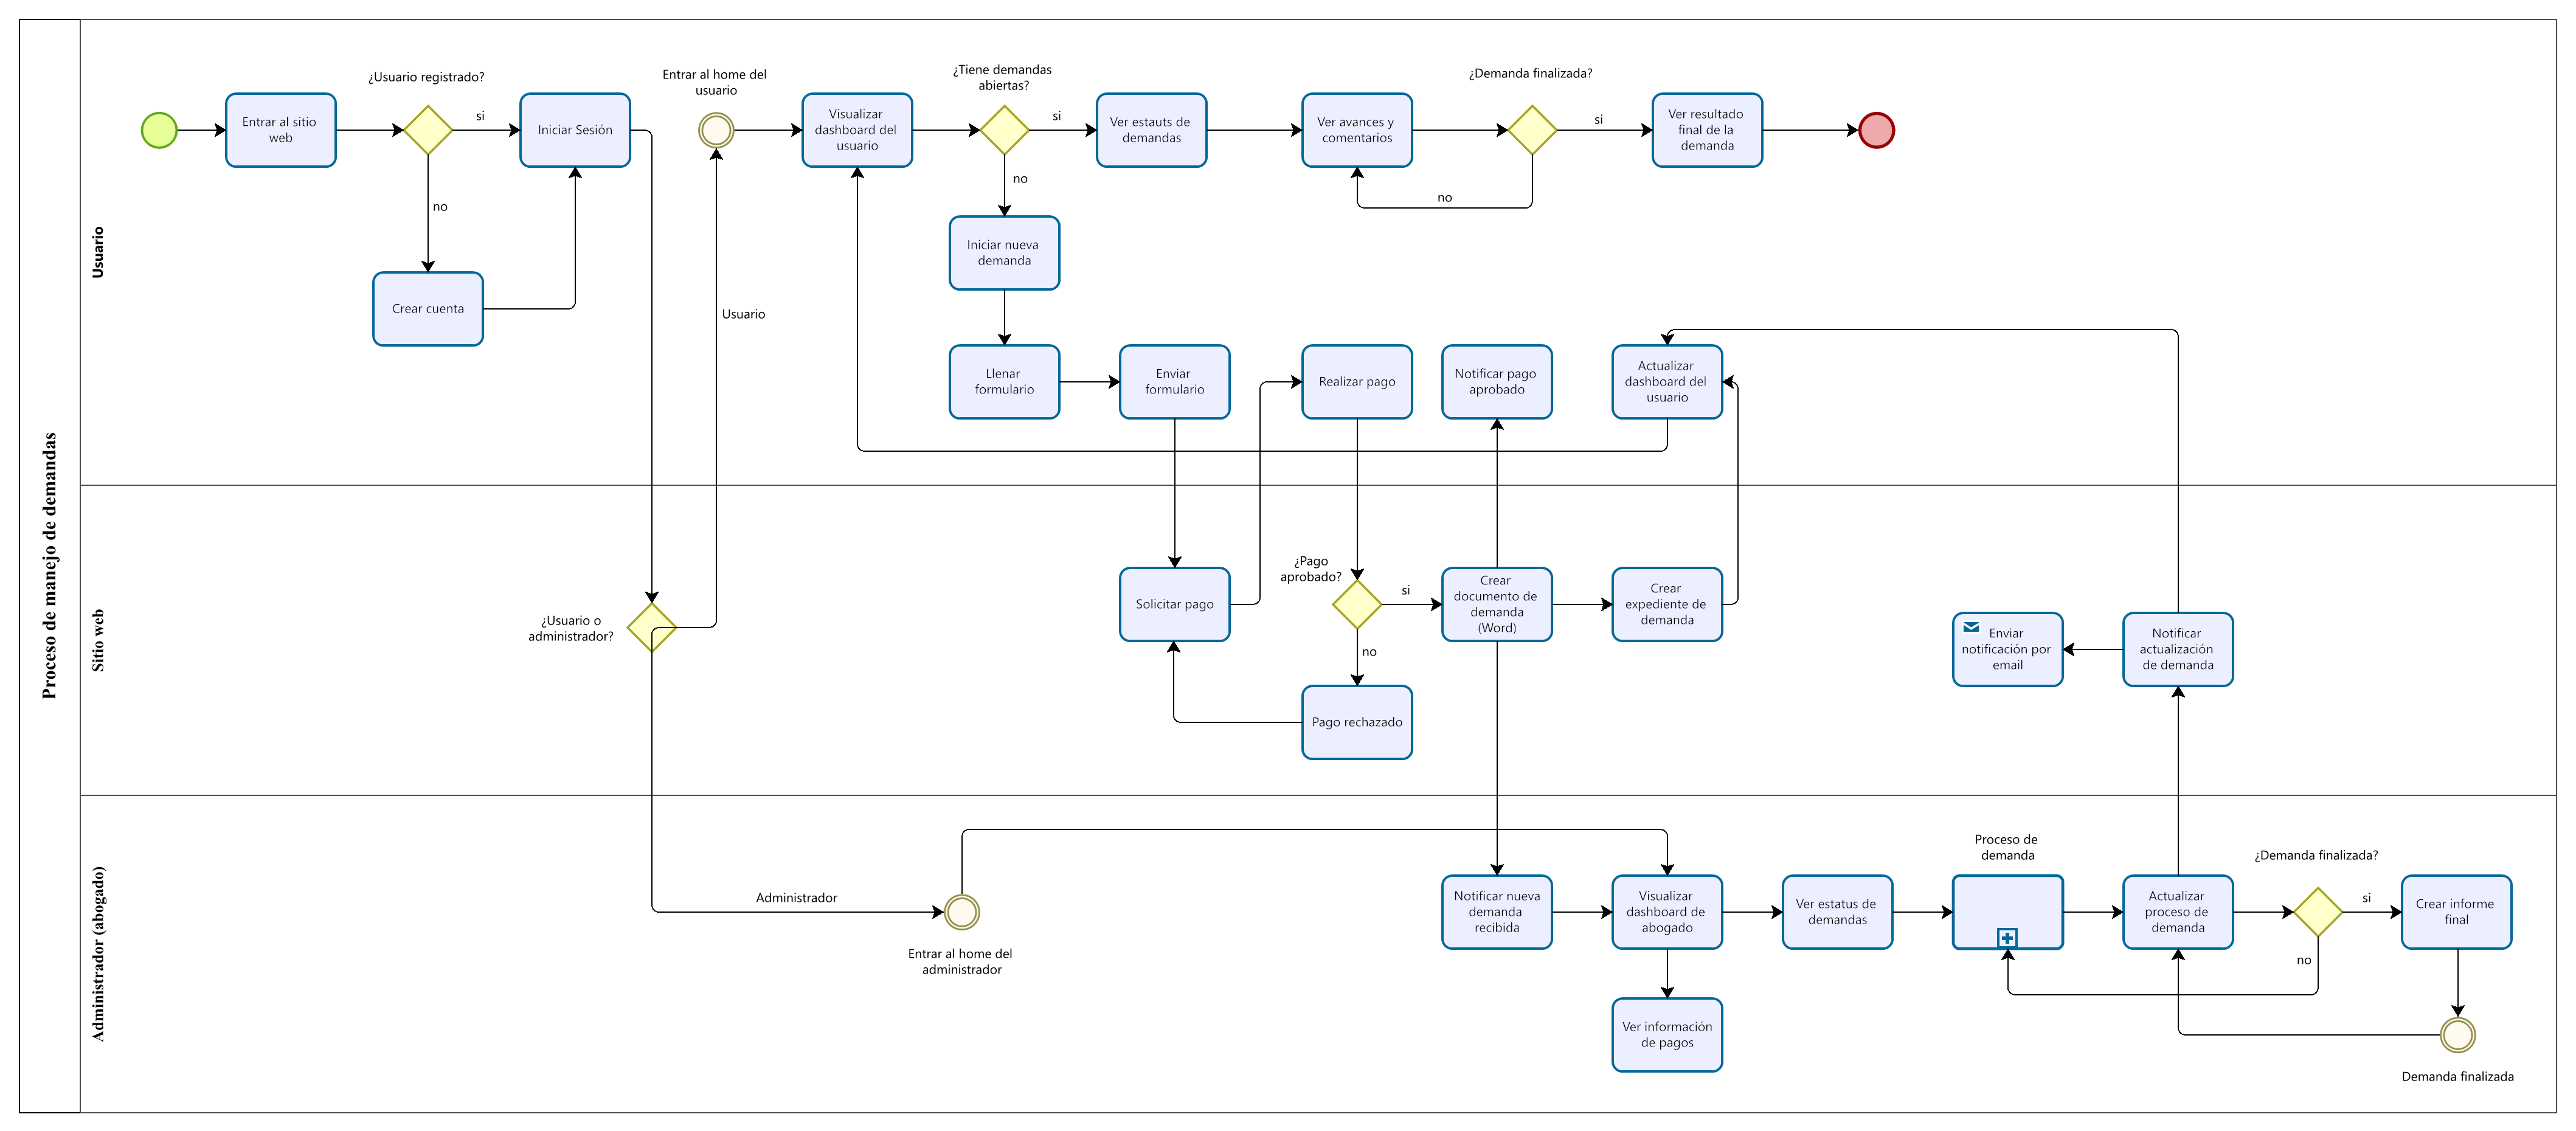 Proceso de manejo de demandas
Usuario
¿Usuario registrado?
Entrar al home del
usuario
¿Tiene demandas
abiertas?
¿Demanda finalizada?
Entrar al sitio
web
si
Iniciar Sesión
Visualizar
dashboard del
usuario
si
Ver estauts de
demandas
Ver avances y
comentarios
si
Ver resultado
final de la
demanda
no
no
no
Iniciar nueva
demanda
Crear cuenta
Usuario
Llenar
formulario
Enviar
formulario
Realizar pago
Notificar pago
aprobado
Actualizar
dashboard del
usuario
Sitio web
¿Usuario o
administrador?
Solicitar pago
¿Pago
aprobado?
si
Crear
documento de
demanda
(Word)
Crear
expediente de
demanda
no
Pago rechazado
Enviar
notificación por
email
Notificar
actualización
de demanda
Administrador (abogado)
Administrador
Entrar al home del
administrador
Notificar nueva
demanda
recibida
Visualizar
dashboard de
abogado
Ver estatus de
demandas
Proceso de
demanda
Actualizar
proceso de
demanda
¿Demanda finalizada?
si
Crear informe
final
no
Ver información
de pagos
Demanda finalizada